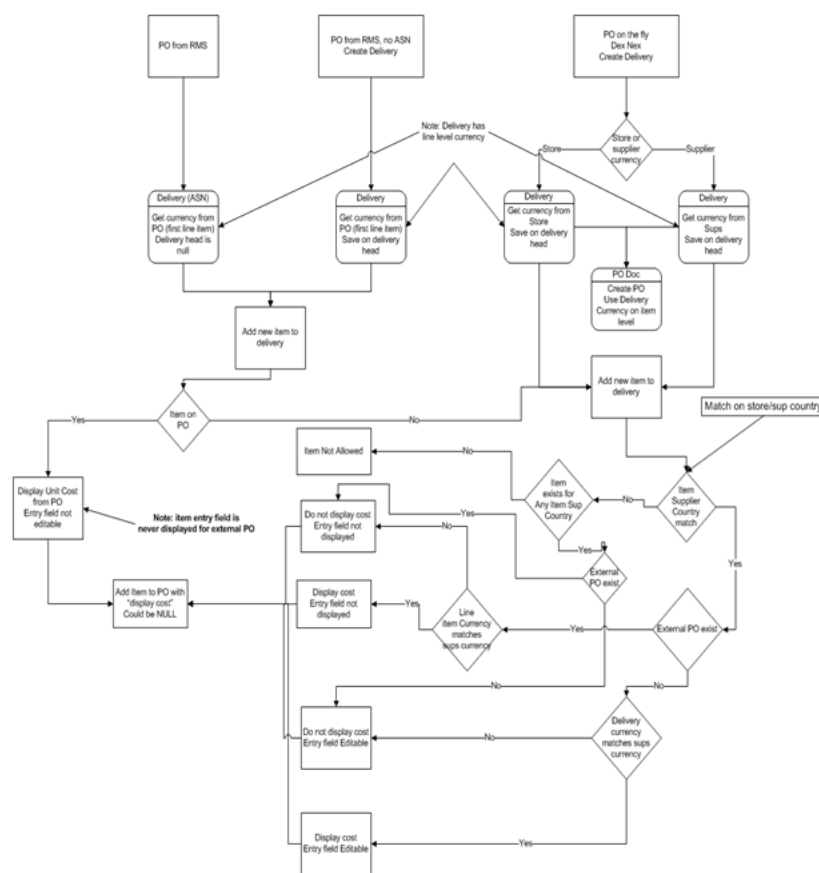 PO from RMS
PO from RMS, no ASN
Create Delivery
PO on the fly
Dex Nex
Create Delivery
Note: Delivery has
line level currency
Store or
supplier
currency
Store
Supplier
Delivery (ASN)
Get currency from
PO (first line item)
Delivery head is
null
Delivery
Get currency from
PO (first line item)
Save on delivery
head
Delivery
Get currency from
Store
Save on delivery
head
Delivery
Get currency from
Sups
Save on delivery
head
PO Doc
Create PO
Use Delivery
Currency on item
level
Add new item to
delivery
Add new item to
delivery
Match on store/sup country
Item on
PO
Yes
No
Item Not Allowed
No
Item
exists for
Any Item Sup
Country
No
Item
Supplier
Country
match
Display Unit Cost
from PO
Entry field not
editable
Note: item entry field is
never displayed for external PO
Do not display cost
Entry field not
displayed
Yes
No
Yes
Yes
External
PO exist
Add Item to PO with
"display cost"
Could be NULL
Display cost
Entry field not
displayed
Yes
Line
item Currency
matches
sups currency
Yes
External PO exist
No
No
Do not display cost
Entry field Editable
No
Delivery
currency
matches sups
currency
Display cost
Entry field Editable
Yes